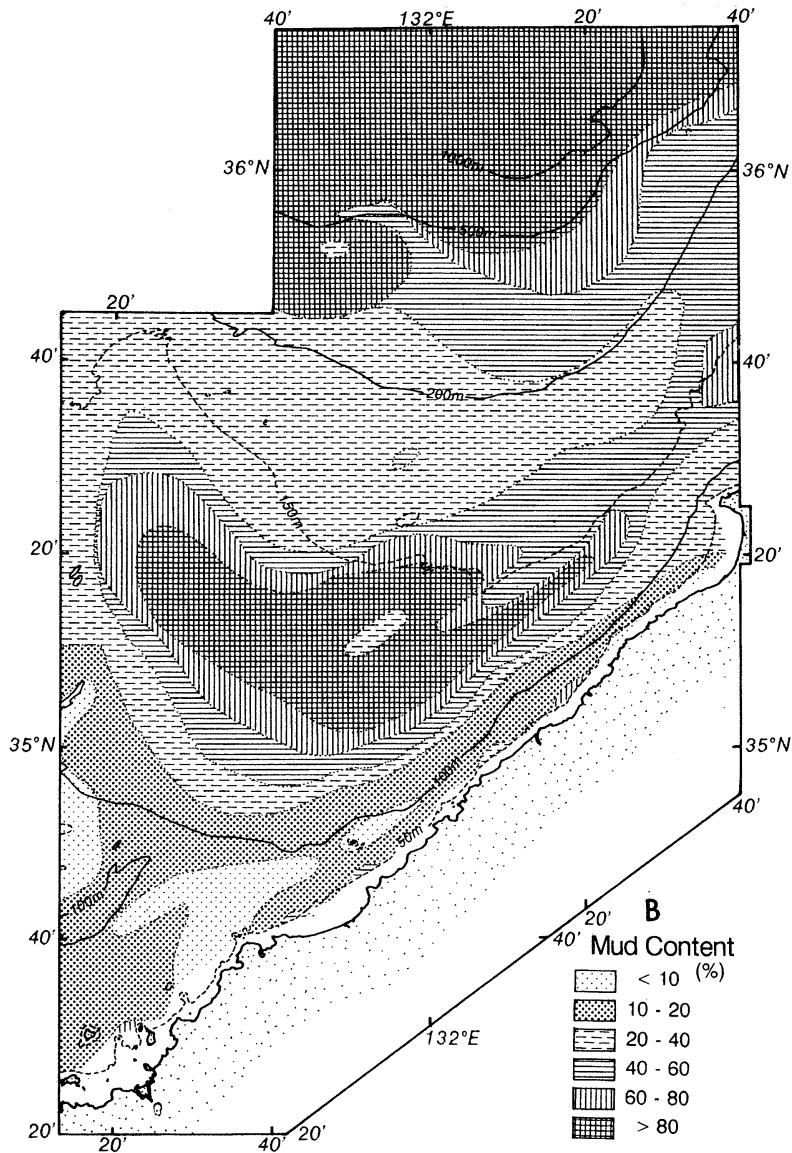 40′ 132°E 20′ 40′
1000m
36°N 36°N
500m
20′
40′ 40′
200m
150m
20′ 20′
35°N 35°N
100m
40′
50m
100m
20′
B
40′ 40′
Mud Content
(%)
< 10
10 - 20
20 - 40
132°E
40 - 60
60 - 80
> 80
20′ 20′ 40′ 20′